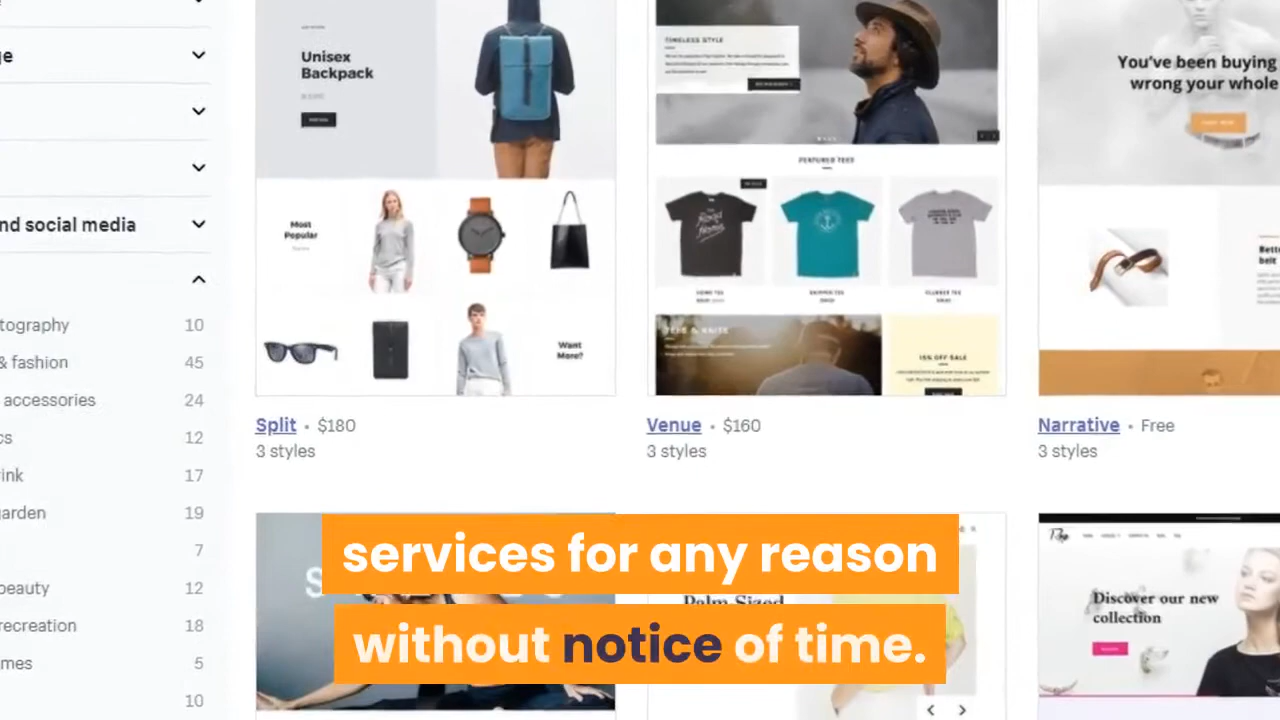 ge
nd social media
tography 10
& fashion 45
accessories 24
cs 12
ink 17
garden 19
7
beauty 12
recreation 18
mes 5
10
Unisex
Backpack
Most
Popular
Want
More?
Split • $180
3 styles
TIMELESS STYLE
FEATURED TEES
TEES & KNITS
15% OFF SALE
Venue • $160
3 styles
You've been buying
wrong your whole
Narrative • Free
3 styles
Palm Sized
Discover our new
collection
services for any reason
without notice of time.